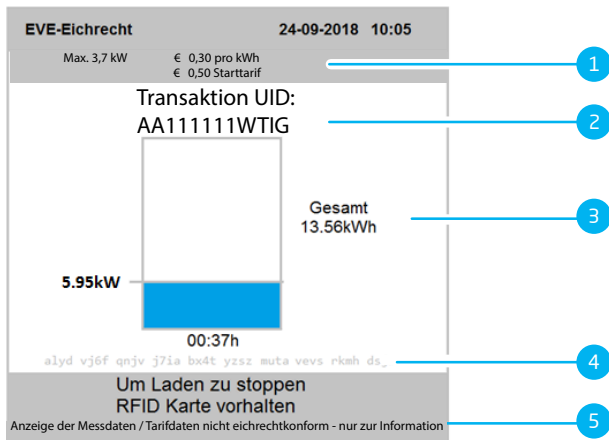 EVE-Eichrecht 24-09-2018 10:05
Max. 3,7 kW € 0,30 pro kWh
€ 0,50 Starttarif
1
Transaktion UID:
AA111111WTIG
2
Gesamt
13.56kWh
3
5.95kW
00:37h
alyd vj6f qnjv j7ia bx4t yzsz muta vevs rkmh ds_
4
Um Laden zu stoppen
RFID Karte vorhalten
Anzeige der Messdaten / Tarifdaten nicht eichrechtkonform - nur zur Information
5